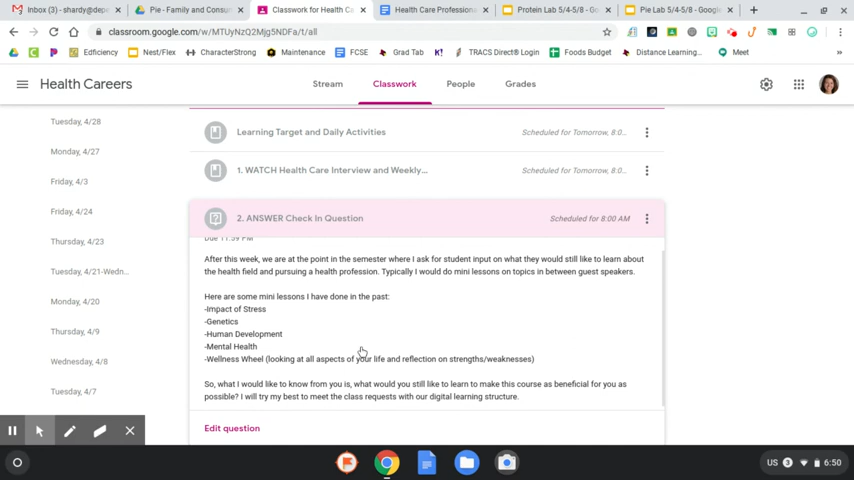 Inbox (3) - shardy@depe
Pie - Family and Consu
Classwork for Health Ca
Health Care Professiona
Protein Lab 5/4-5/8 - Go
Pie Lab 5/4-5/8 - Google
classroom.google.com/w/MTUyNzQ2Mjg5NDFa/t/all
Edficiency
Nest/Flex
CharacterStrong
Maintenance
FCSE
Grad Tab
K!
TRACS Direct® Login
Foods Budget
Distance Learning...
Meet
Health Careers
Stream
Classwork
People
Grades
Tuesday, 4/28
Monday, 4/27
Friday, 4/3
Friday, 4/24
Thursday, 4/23
Tuesday, 4/21-Wedn...
Monday, 4/20
Thursday, 4/9
Wednesday, 4/8
Tuesday, 4/7
Learning Target and Daily Activities
Scheduled for Tomorrow, 8:0...
1. WATCH Health Care Interview and Weekly...
Scheduled for Tomorrow, 8:0...
2. ANSWER Check In Question
Scheduled for 8:00 AM
Due 11:59 PM
After this week, we are at the point in the semester where I ask for student input on what they would still like to learn about
the health field and pursuing a health profession. Typically I would do mini lessons on topics in between guest speakers.
Here are some mini lessons I have done in the past:
-Impact of Stress
-Genetics
-Human Development
-Mental Health
-Wellness Wheel (looking at all aspects of your life and reflection on strengths/weaknesses)
So, what I would like to know from you is, what would you still like to learn to make this course as beneficial for you as
possible? I will try my best to meet the class requests with our digital learning structure.
Edit question
US 3 6:50